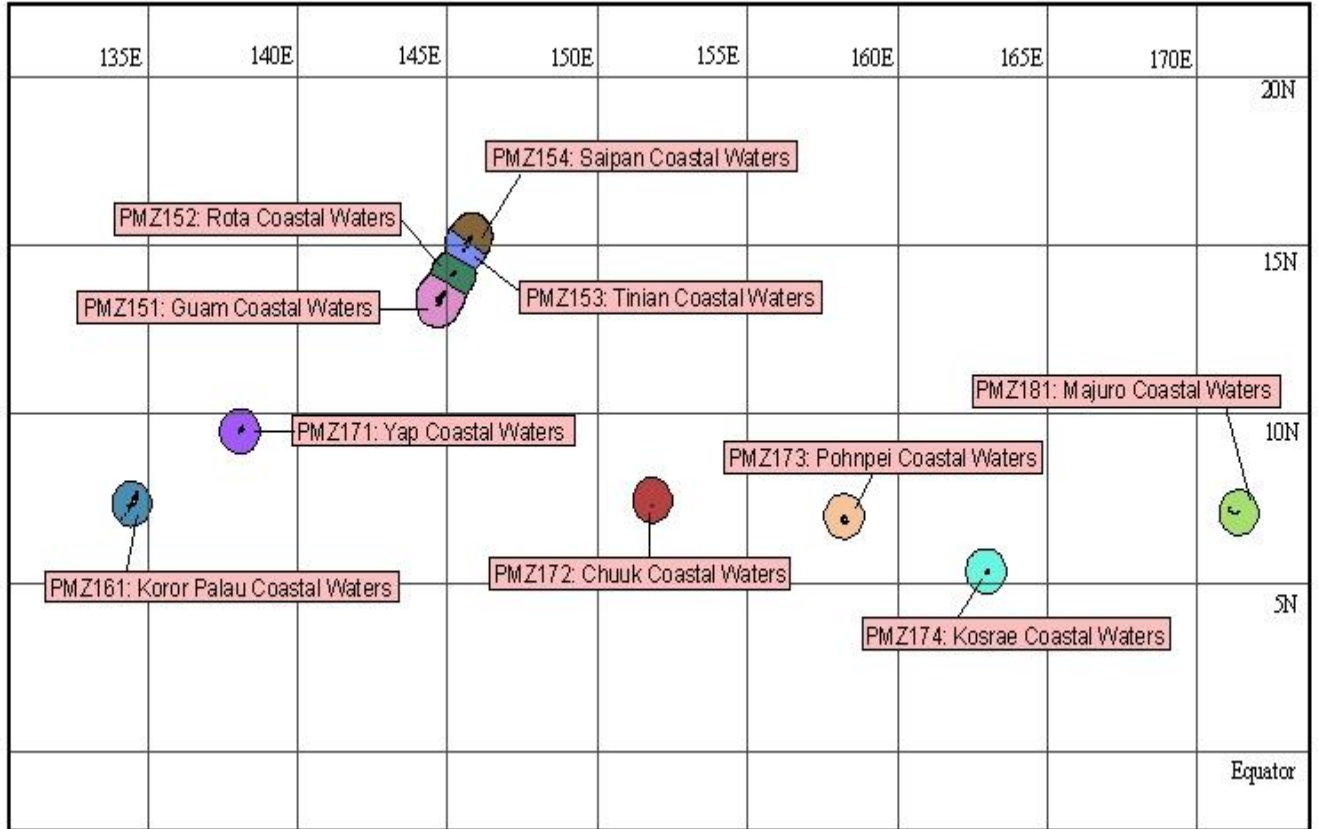 135E 140E 145E 150E 155E 160E 165E 170E
20N
PMZ154: Saipan Coastal Waters
PMZ152: Rota Coastal Waters
15N
PMZ153: Tinian Coastal Waters
PMZ151: Guam Coastal Waters
PMZ181: Majuro Coastal Waters
10N
PMZ171: Yap Coastal Waters
PMZ173: Pohnpei Coastal Waters
PMZ172: Chuuk Coastal Waters
PMZ161: Koror Palau Coastal Waters
5N
PMZ174: Kosrae Coastal Waters
Equator